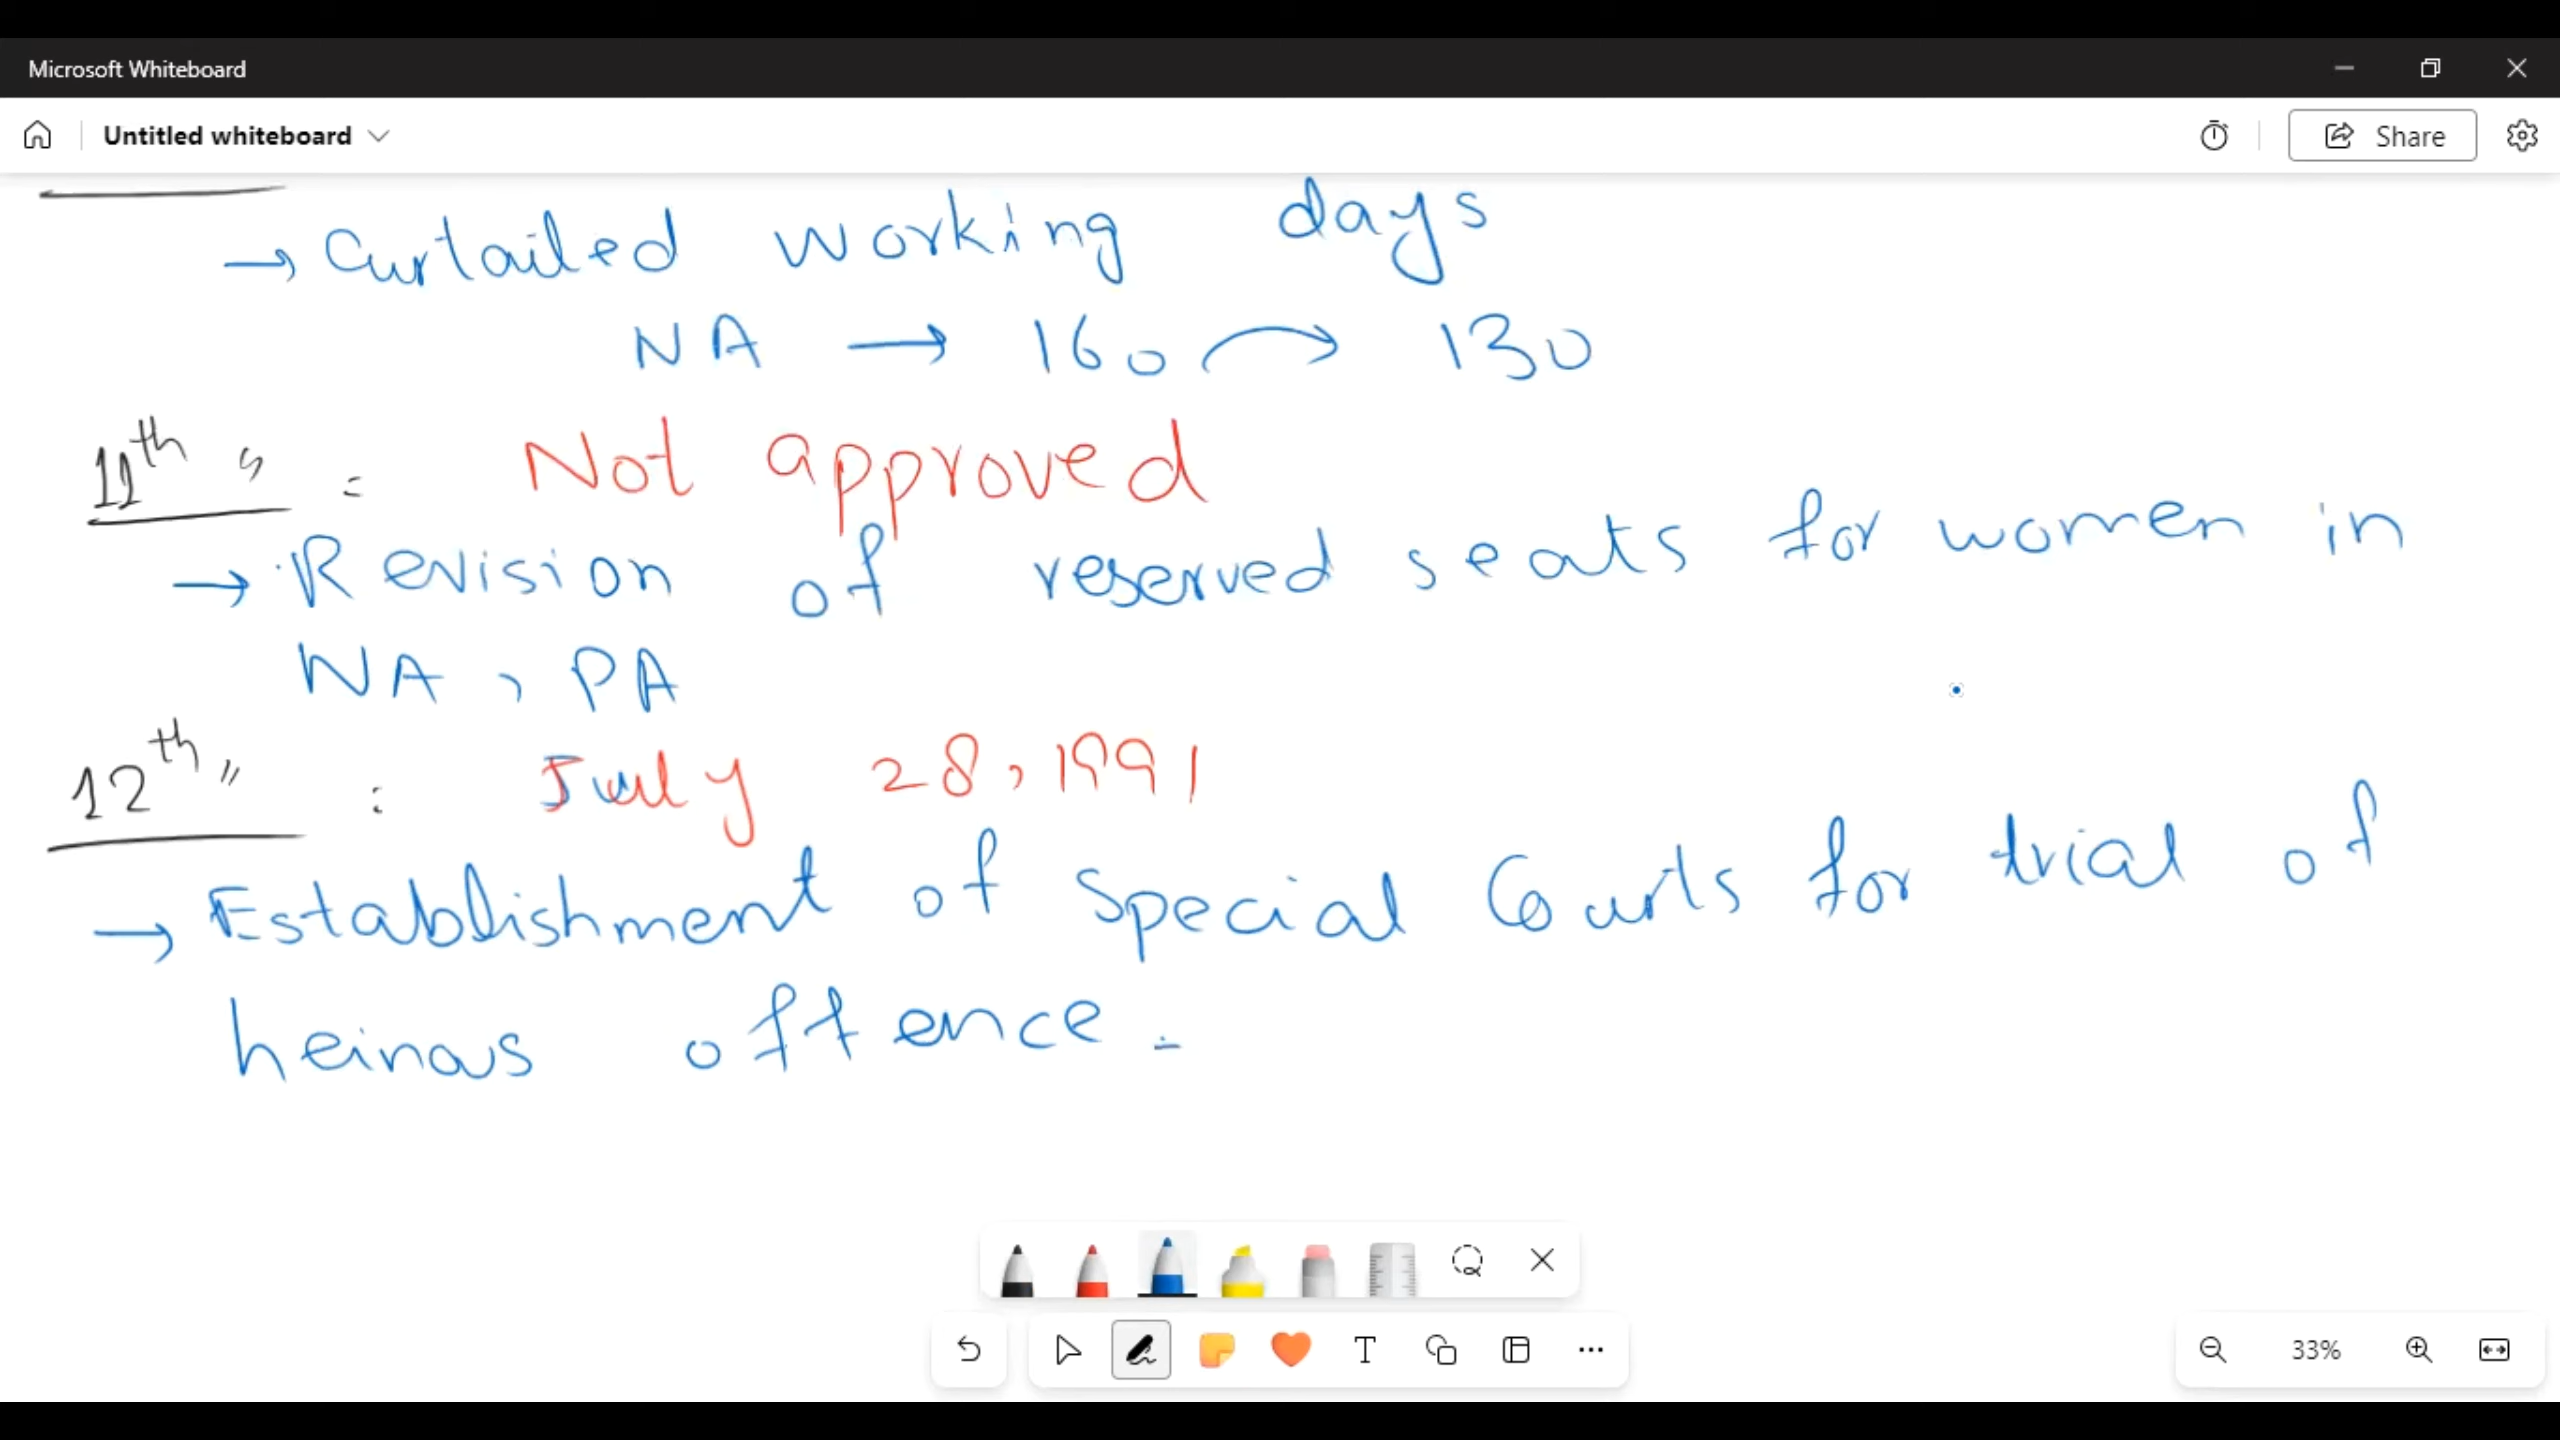 Microsoft Whiteboard
Untitled whiteboard
Share
→ Curtailed working days
NA → 160 → 130
11th " = Not approved
→ Revision of reserved seats for women in
NA, PA
12th " : July 28, 1991
→ Establishment of Special Courts for trial of
heinous offence.
T
33%